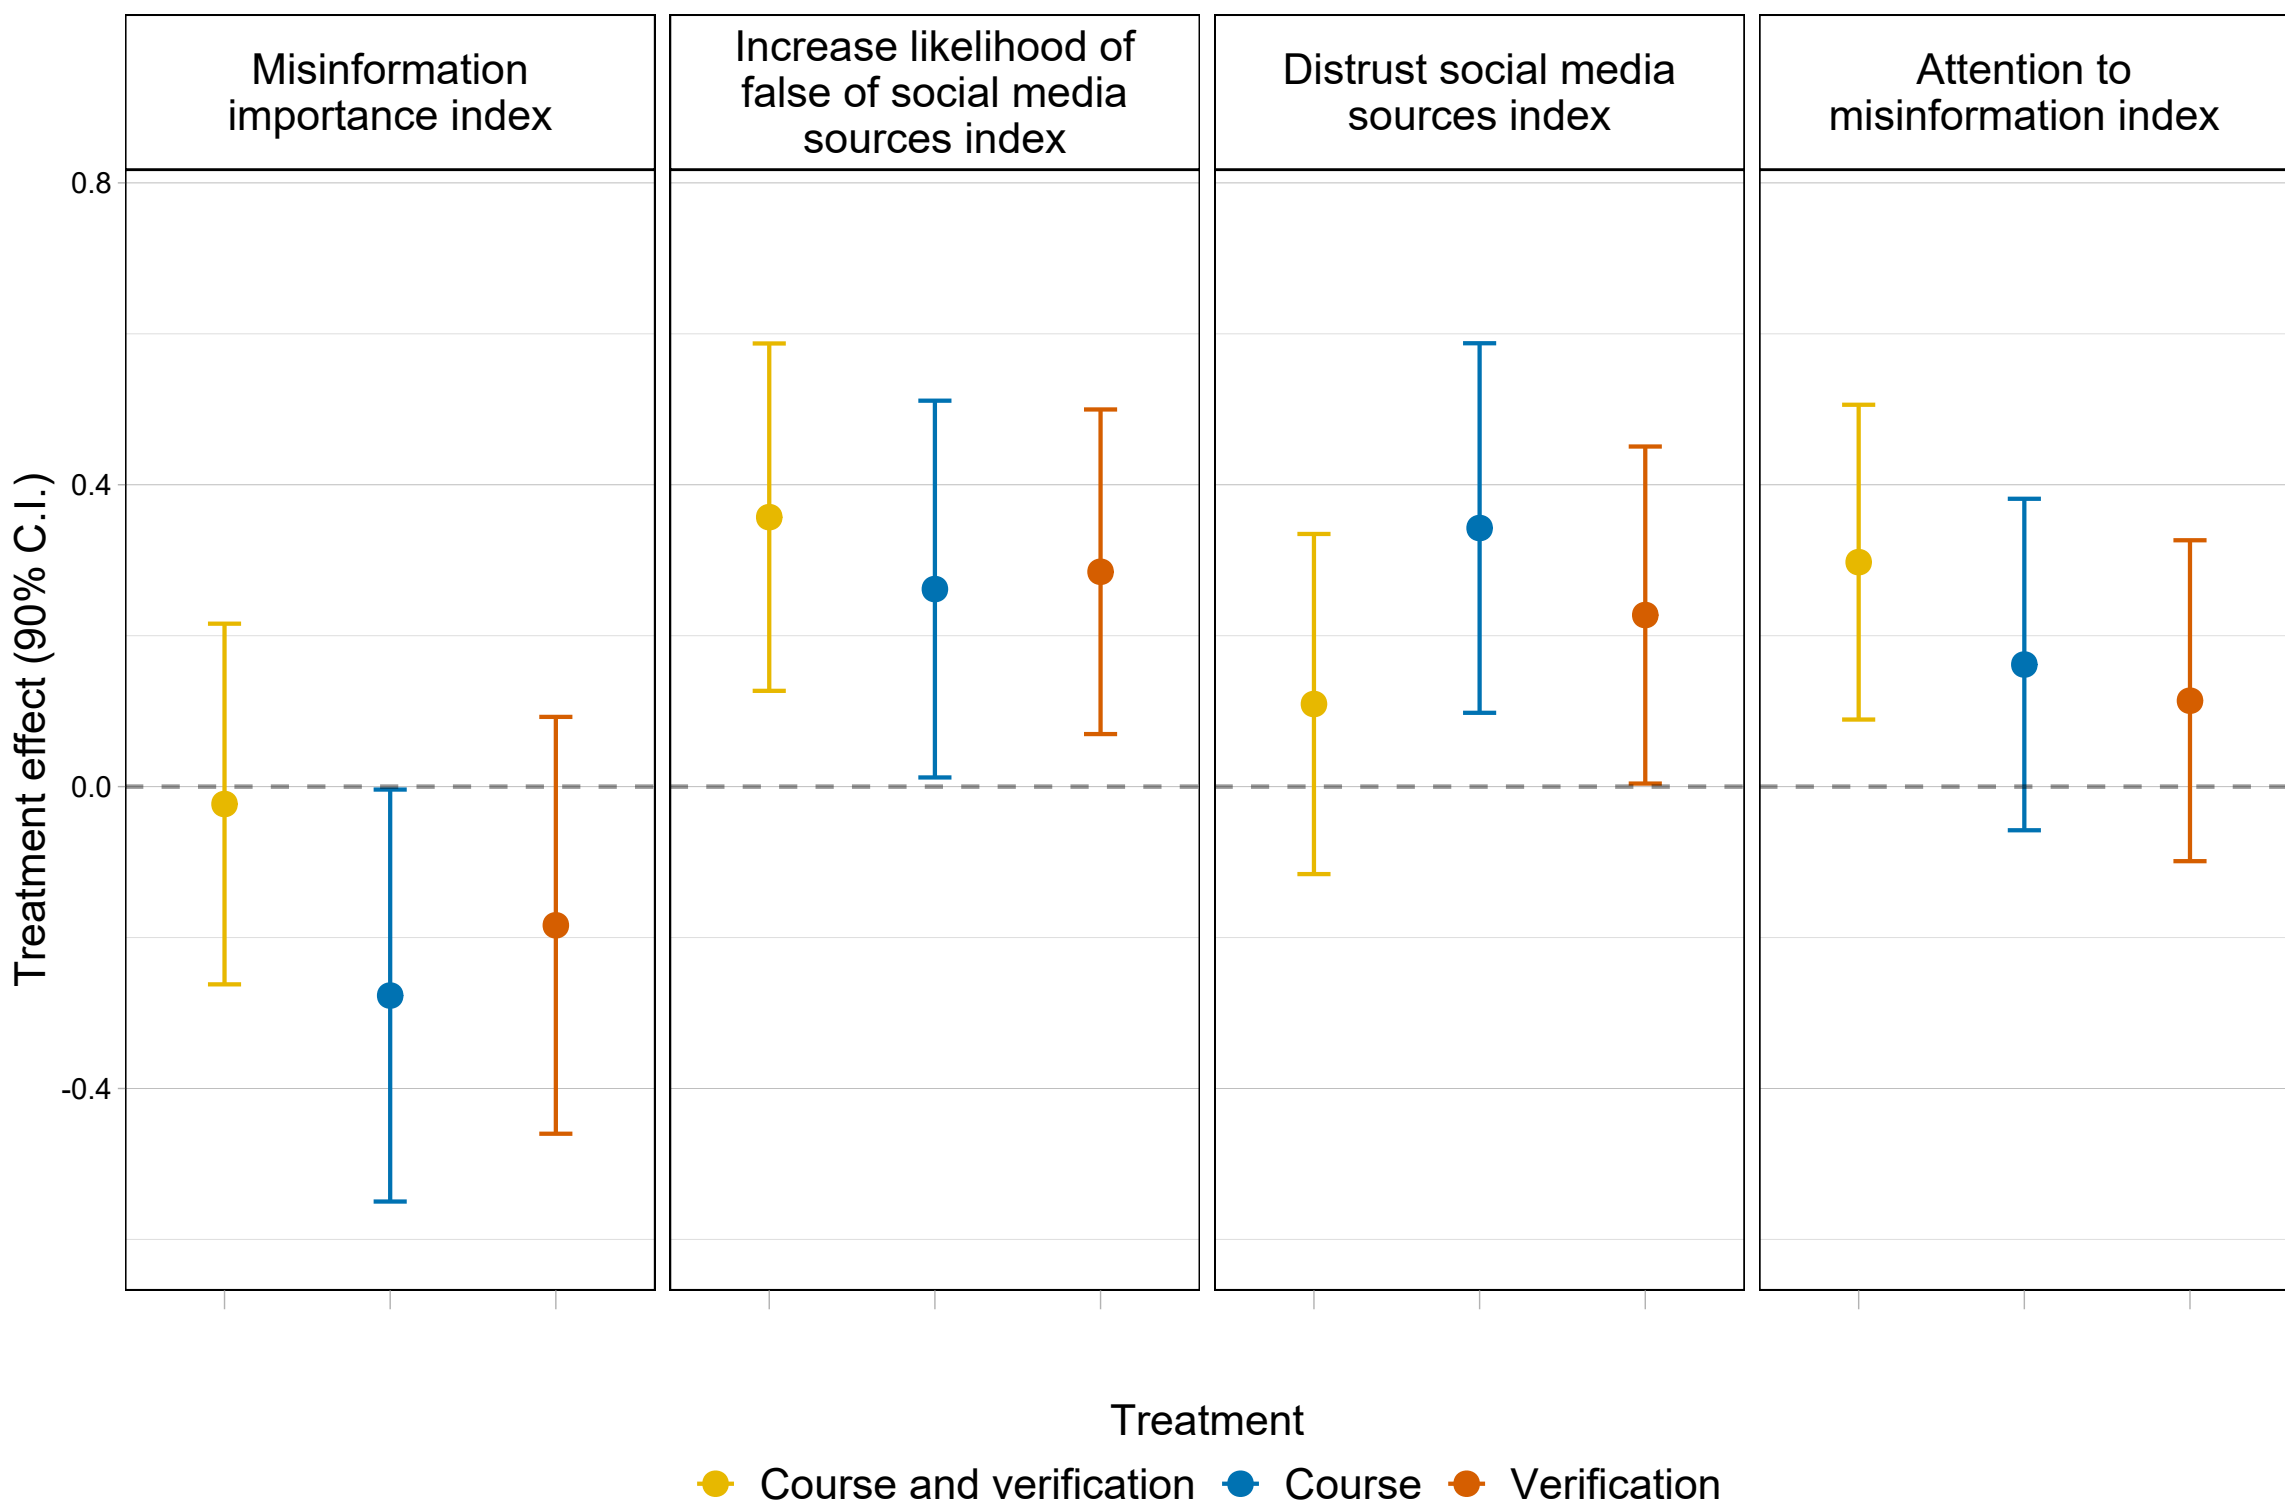 Misinformation
importance index
Increase likelihood of
false of social media
sources index
Distrust social media
sources index
Attention to
misinformation index
Treatment effect (90% C.I.)
0.8
0.4
0.0
-0.4
Treatment
Course and verification
Course
Verification